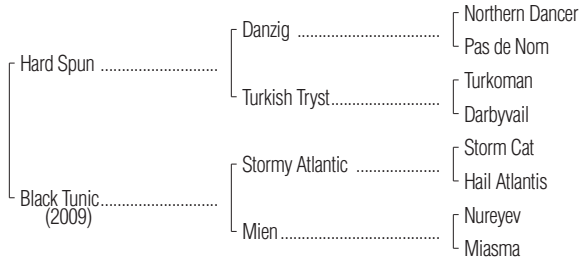 Northern Dancer
Danzig ........................................
Pas de Nom
Hard Spun .................................
Turkoman
Turkish Tryst...............................
Darbyvail
Storm Cat
Stormy Atlantic ........................
Hail Atlantis
Black Tunic.................................
(2009)
Nureyev
Mien............................................
Miasma